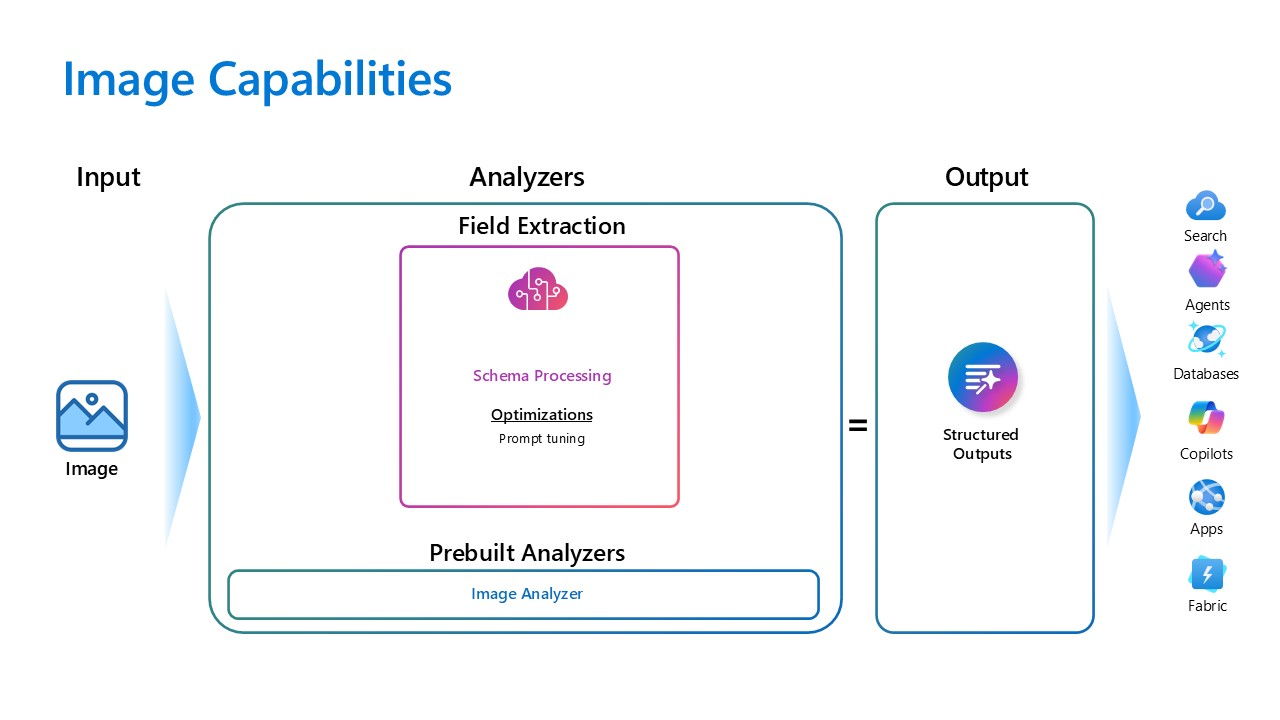 Image Capabilities
Input
Analyzers
Output
Field Extraction
Schema Processing
Optimizations
Prompt tuning
Image
Prebuilt Analyzers
Image Analyzer
=
Structured
Outputs
Search
Agents
Databases
Copilots
Apps
Fabric